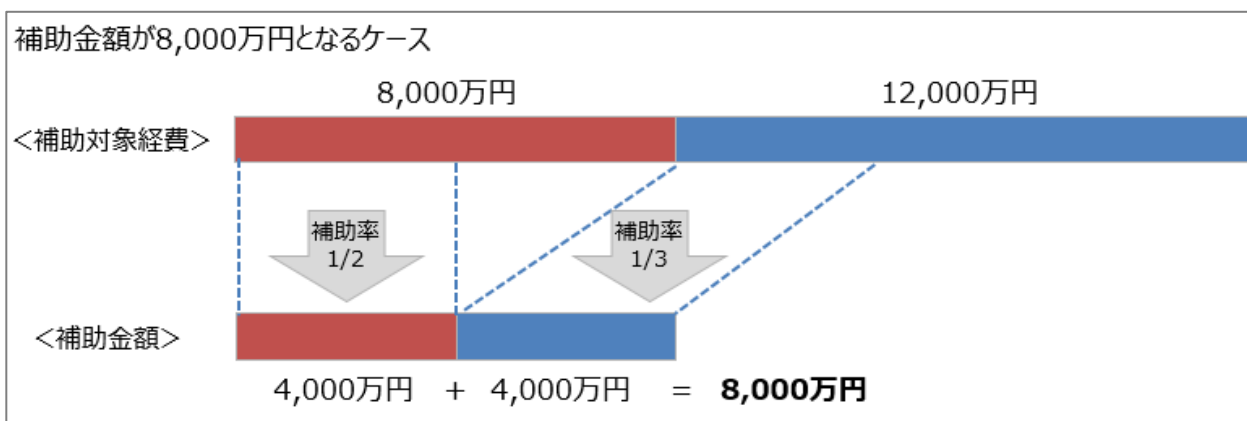 補助金額が8,000万円となるケース
8,000万円
12,000万円
＜補助対象経費＞
補助率
1/2
補助率
1/3
＜補助金額＞
4,000万円 + 4,000万円 = 8,000万円